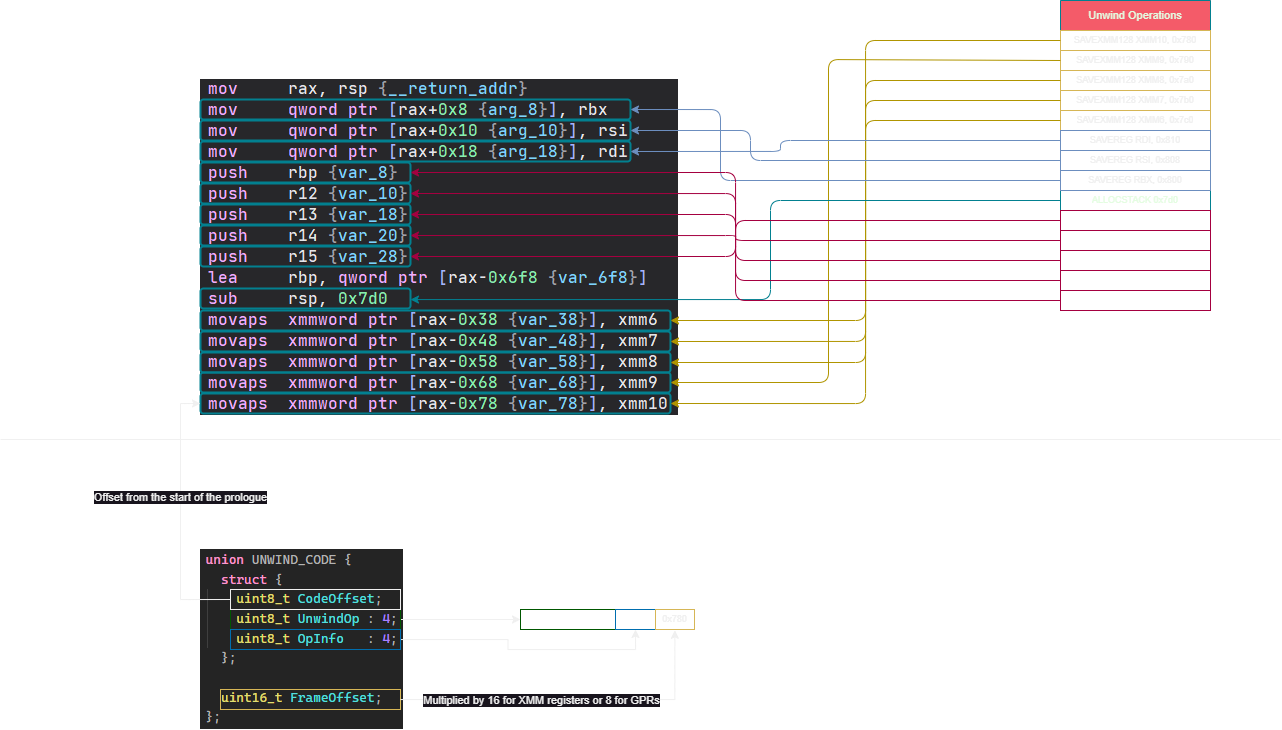 Unwind Operations
SAVEXMM128 XMM10, 0x780
SAVEXMM128 XMM9, 0x790
SAVEXMM128 XMM8, 0x7a0
SAVEXMM128 XMM7, 0x7b0
SAVEXMM128 XMM6, 0x7c0
SAVEREG RDI, 0x810
SAVEREG RSI, 0x808
SAVEREG RBX, 0x800
ALLOCSTACK 0x7d0
mov rax, rsp {__return_addr}
mov qword ptr [rax+0x8 {arg_8}], rbx
mov qword ptr [rax+0x10 {arg_10}], rsi
mov qword ptr [rax+0x18 {arg_18}], rdi
push rbp {var_8}
push r12 {var_10}
push r13 {var_18}
push r14 {var_20}
push r15 {var_28}
lea rbp, qword ptr [rax-0x6f8 {var_6f8}]
sub rsp, 0x7d0
movaps xmmword ptr [rax-0x38 {var_38}], xmm6
movaps xmmword ptr [rax-0x48 {var_48}], xmm7
movaps xmmword ptr [rax-0x58 {var_58}], xmm8
movaps xmmword ptr [rax-0x68 {var_68}], xmm9
movaps xmmword ptr [rax-0x78 {var_78}], xmm10
Offset from the start of the prologue
union UNWIND_CODE {
struct {
uint8_t CodeOffset;
uint8_t UnwindOp : 4;
uint8_t OpInfo : 4;
};
uint16_t FrameOffset;
};
0x780
Multiplied by 16 for XMM registers or 8 for GPRs